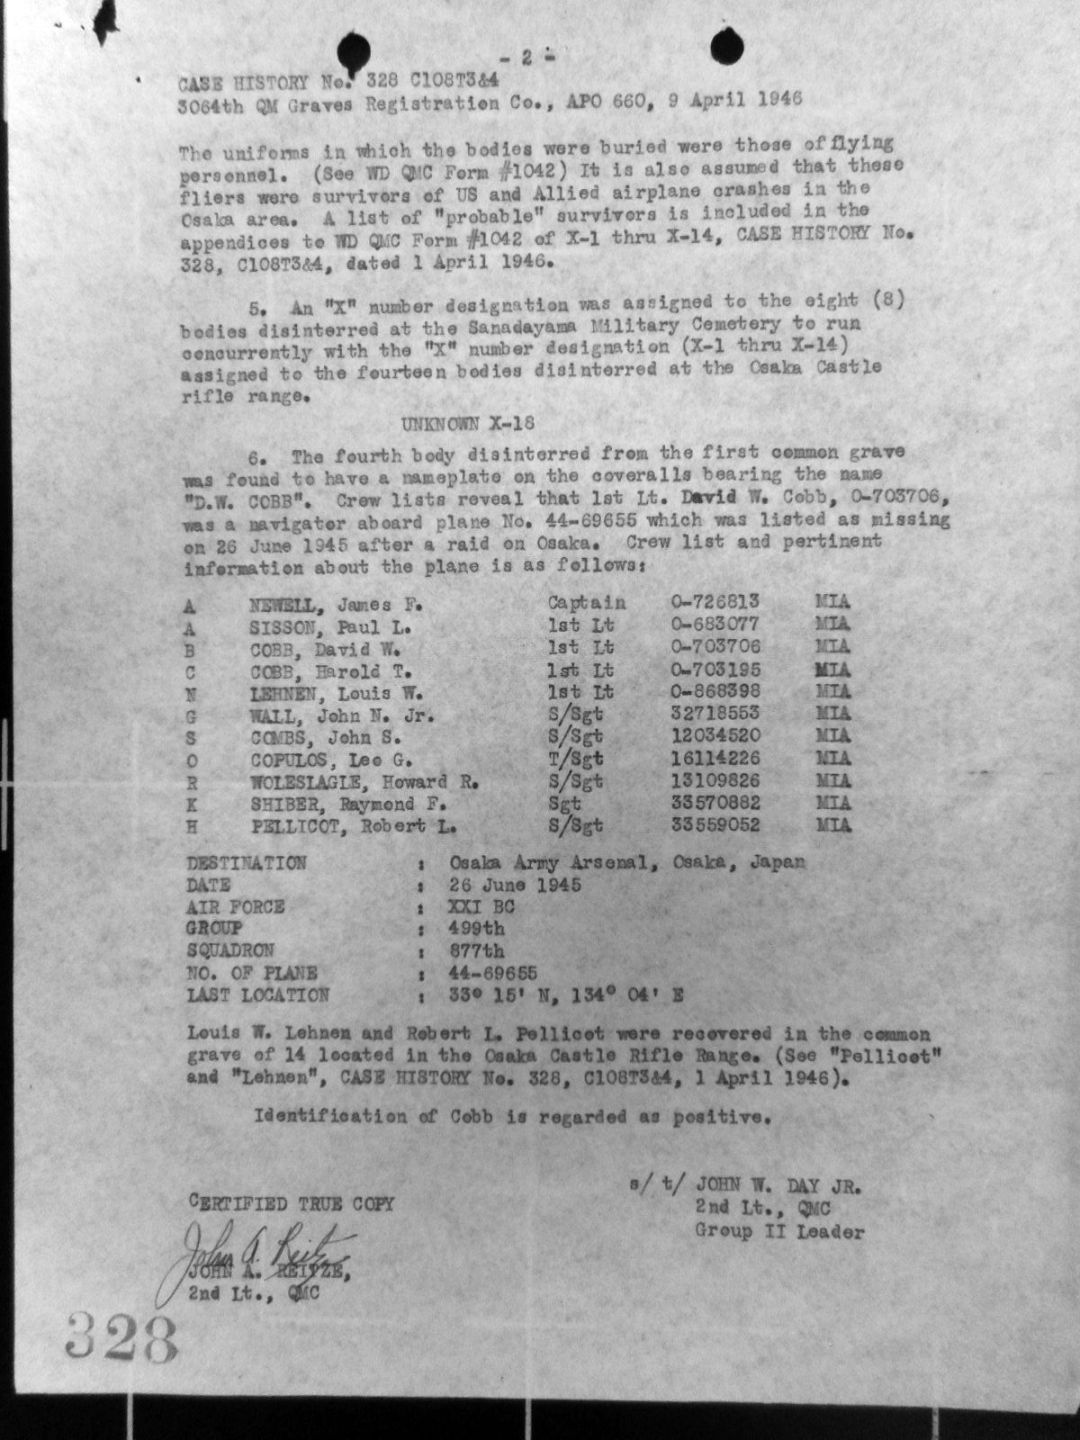 - 2 -
CASE HISTORY No. 328 C108T3&4
3064th QM Graves Registration Co., APO 660, 9 April 1946
The uniforms in which the bodies were buried were those of flying
personnel. (See WD QMC Form #1042) It is also assumed that these
fliers were survivors of US and Allied airplane crashes in the
Osaka area. A list of "probable" survivors is included in the
appendices to WD QMC Form #1042 of X-1 thru X-14, CASE HISTORY No.
328, C108T3&4, dated 1 April 1946.
5. An "X" number designation was assigned to the eight (8)
bodies disinterred at the Sanadayama Military Cemetery to run
concurrently with the "X" number designation (X-1 thru X-14)
assigned to the fourteen bodies disinterred at the Osaka Castle
rifle range.
UNKNOWN X-18
6. The fourth body disinterred from the first common grave
was found to have a nameplate on the coveralls bearing the name
"D.W. COBB". Crew lists reveal that 1st Lt. David W. Cobb, O-703706,
was a navigator aboard plane No. 44-69655 which was listed as missing
on 26 June 1945 after a raid on Osaka. Crew list and pertinent
information about the plane is as follows:
A NEWELL, James F. Captain O-726813 MIA
A SISSON, Paul L. 1st Lt O-683077 MIA
B COBB, David W. 1st Lt O-703706 MIA
C COBB, Harold T. 1st Lt O-703195 MIA
N LEHNEN, Louis W. 1st Lt O-868398 MIA
G WALL, John N. Jr. S/Sgt 32718553 MIA
S COMBS, John S. S/Sgt 12034520 MIA
O COPULOS, Leo G. T/Sgt 16114226 MIA
R WOLESLAGLE, Howard R. S/Sgt 13109826 MIA
K SHIBER, Raymond F. Sgt 33570882 MIA
H PELLICOT, Robert L. S/Sgt 33559052 MIA
DESTINATION : Osaka Army Arsenal, Osaka, Japan
DATE : 26 June 1945
AIR FORCE : XXI BC
GROUP : 499th
SQUADRON : 877th
NO. OF PLANE : 44-69655
LAST LOCATION : 33° 15' N, 134° 04' E
Louis W. Lehnen and Robert L. Pellicot were recovered in the common
grave of 14 located in the Osaka Castle Rifle Range. (See "Pellicot"
and "Lehnen", CASE HISTORY No. 328, C108T3&4, 1 April 1946).
Identification of Cobb is regarded as positive.
s/ t/ JOHN W. DAY JR.
2nd Lt., QMC
Group II Leader
CERTIFIED TRUE COPY
John A. Reitze
JOHN A. REITZE,
2nd Lt., QMC
328